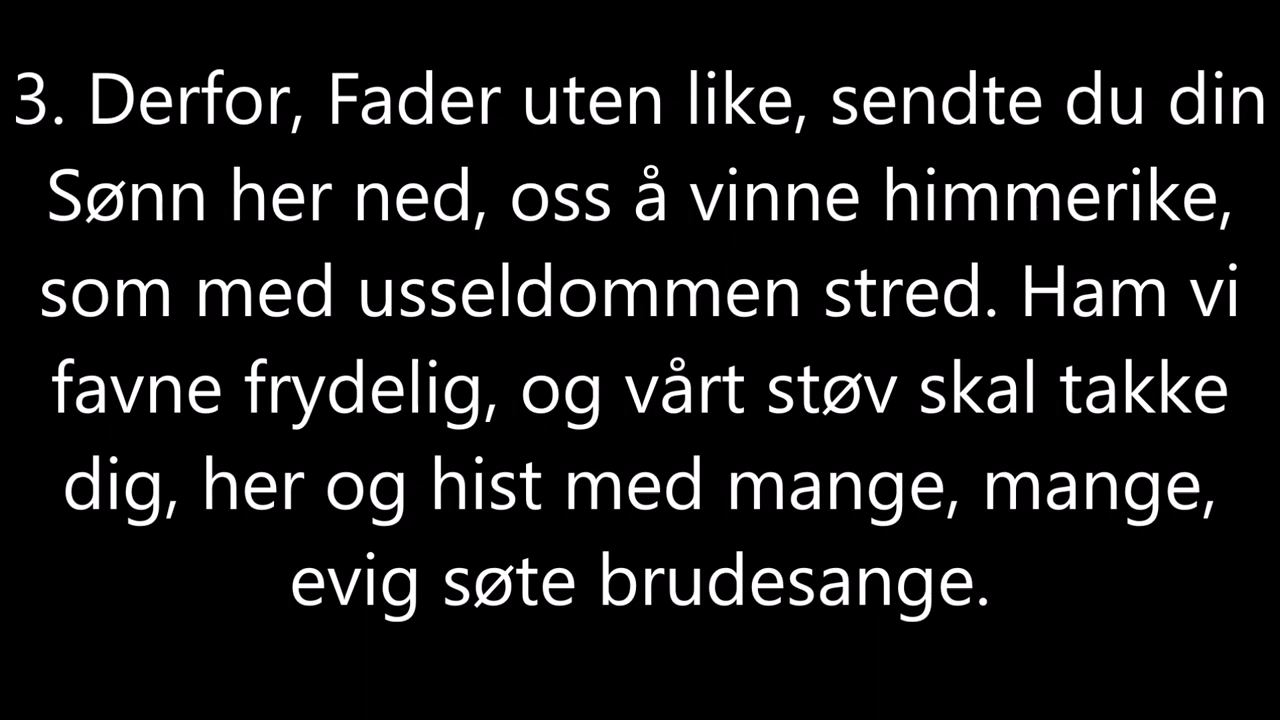 3. Derfor, Fader uten like, sendte du din
Sønn her ned, oss å vinne himmerike,
som med usseldommen stred. Ham vi
favne frydelig, og vårt støv skal takke
dig, her og hist med mange, mange,
evig søte brudesange.